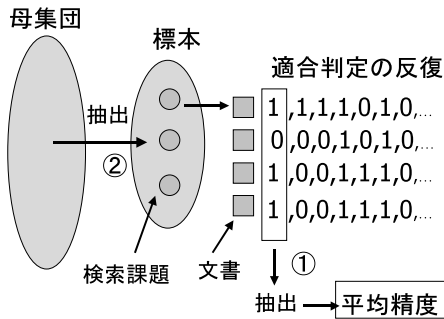 母集団
標本
適合判定の反復
抽出
②
1,1,1,1,0,1,0,...
0,0,0,1,0,1,0,...
1,0,0,1,1,1,0,...
1,0,0,1,1,1,0,...
検索課題
文書
①
抽出
平均精度